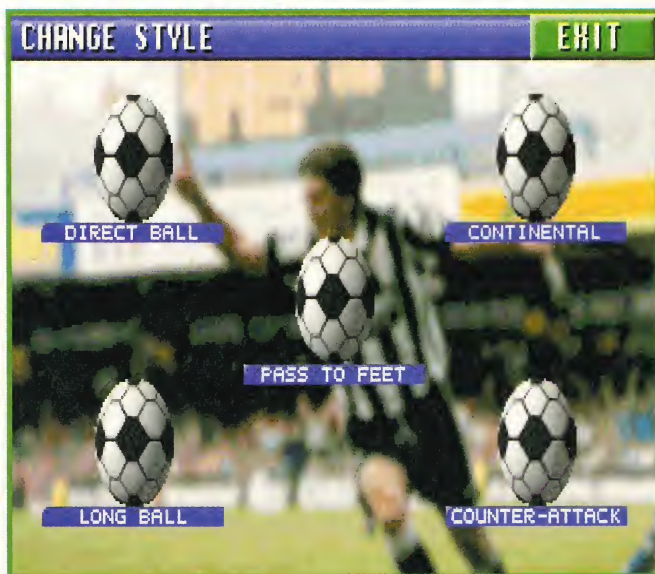 CHANGE STYLE EXIT
DIRECT BALL
CONTINENTAL
PASS TO FEET
LONG BALL
COUNTER-ATTACK